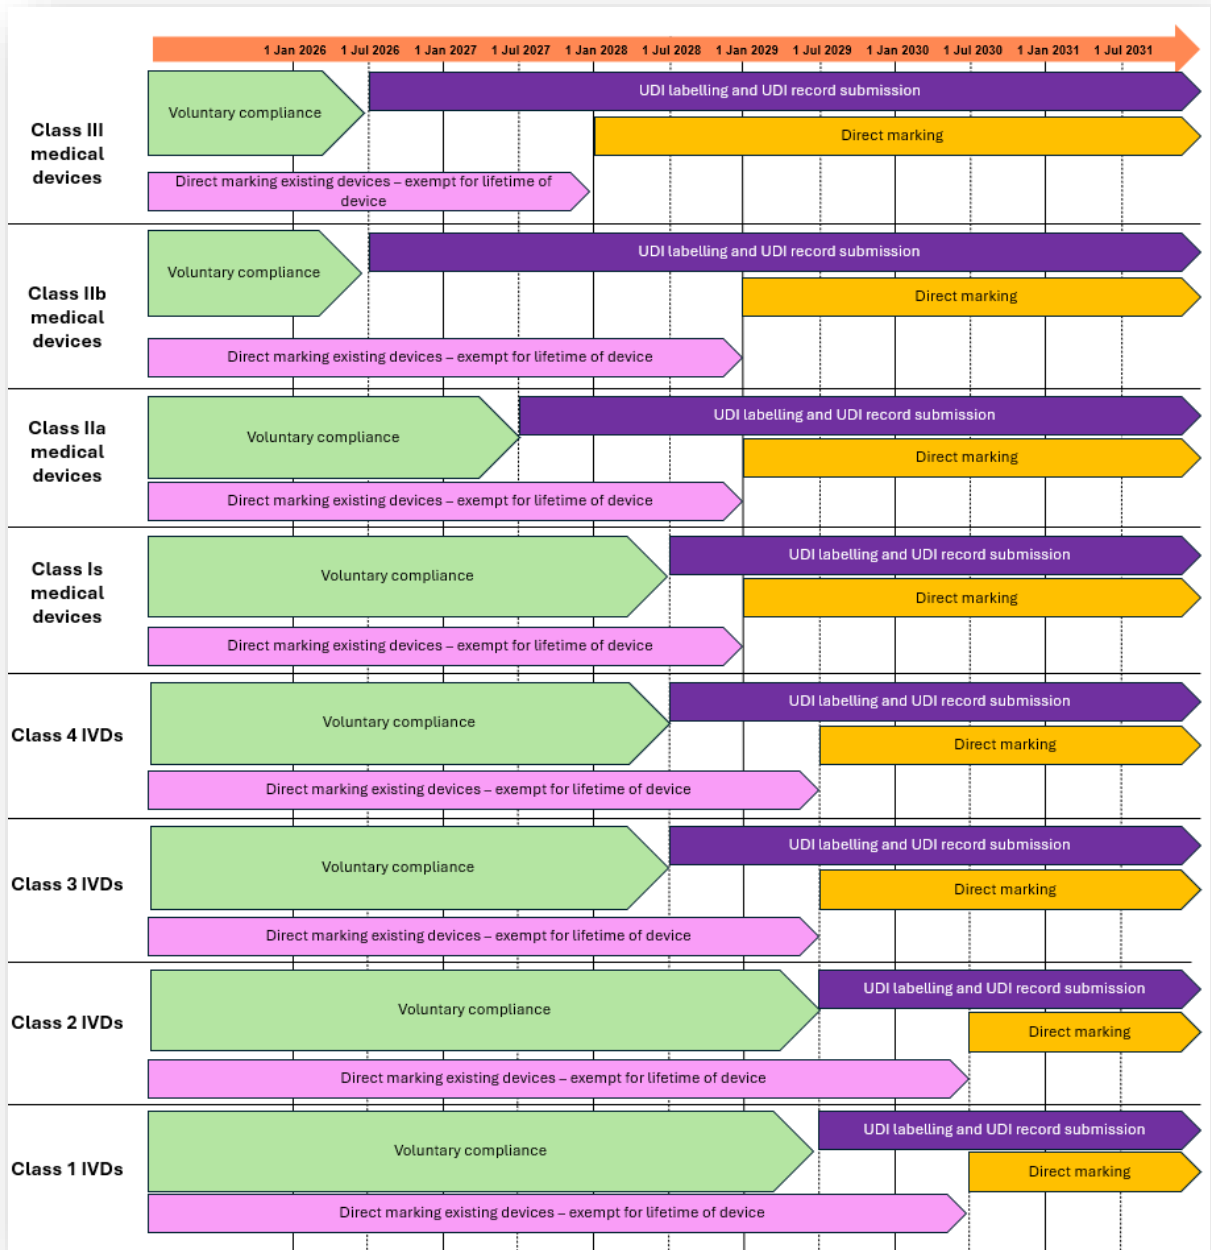 1 Jan 2026 1 Jul 2026 1 Jan 2027 1 Jul 2027 1 Jan 2028 1 Jul 2028 1 Jan 2029 1 Jul 2029 1 Jan 2030 1 Jul 2030 1 Jan 2031 1 Jul 2031
Class III
medical
devices
Voluntary compliance
UDI labelling and UDI record submission
Direct marking
Direct marking existing devices – exempt for lifetime of
device
Class IIb
medical
devices
Voluntary compliance
UDI labelling and UDI record submission
Direct marking
Direct marking existing devices – exempt for lifetime of device
Class IIa
medical
devices
Voluntary compliance
UDI labelling and UDI record submission
Direct marking
Direct marking existing devices – exempt for lifetime of device
Class Is
medical
devices
Voluntary compliance
UDI labelling and UDI record submission
Direct marking
Direct marking existing devices – exempt for lifetime of device
Class 4 IVDs
Voluntary compliance
UDI labelling and UDI record submission
Direct marking
Direct marking existing devices – exempt for lifetime of device
Class 3 IVDs
Voluntary compliance
UDI labelling and UDI record submission
Direct marking
Direct marking existing devices – exempt for lifetime of device
Class 2 IVDs
Voluntary compliance
UDI labelling and UDI record submission
Direct marking
Direct marking existing devices – exempt for lifetime of device
Class 1 IVDs
Voluntary compliance
UDI labelling and UDI record submission
Direct marking
Direct marking existing devices – exempt for lifetime of device